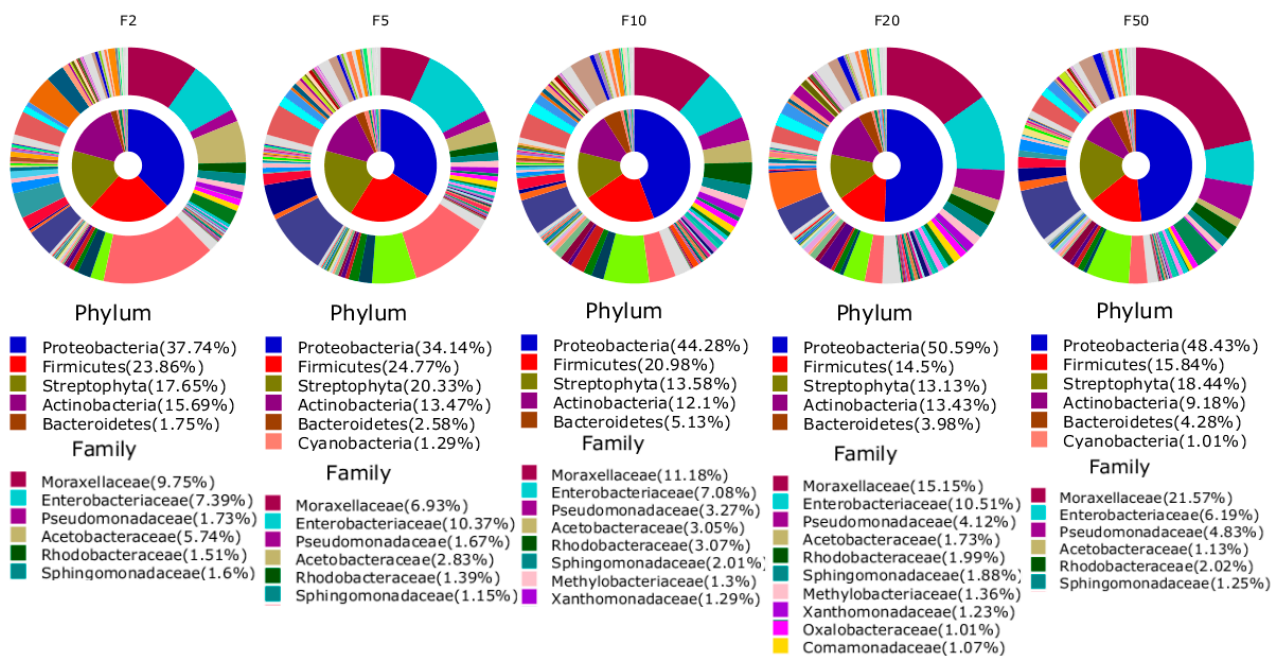 F2
F5
F10
F20
F50
Phylum
Proteobacteria(37.74%)
Firmicutes(23.86%)
Streptophyta(17.65%)
Actinobacteria(15.69%)
Bacteroidetes(1.75%)
Family
Moraxellaceae(9.75%)
Enterobacteriaceae(7.39%)
Pseudomonadaceae(1.73%)
Acetobacteraceae(5.74%)
Rhodobacteraceae(1.51%)
Sphingomonadaceae(1.6%)
Phylum
Proteobacteria(34.14%)
Firmicutes(24.77%)
Streptophyta(20.33%)
Actinobacteria(13.47%)
Bacteroidetes(2.58%)
Cyanobacteria(1.29%)
Family
Moraxellaceae(6.93%)
Enterobacteriaceae(10.37%)
Pseudomonadaceae(1.67%)
Acetobacteraceae(2.83%)
Rhodobacteraceae(1.39%)
Sphingomonadaceae(1.15%)
Phylum
Proteobacteria(44.28%)
Firmicutes(20.98%)
Streptophyta(13.58%)
Actinobacteria(12.1%)
Bacteroidetes(5.13%)
Family
Moraxellaceae(11.18%)
Enterobacteriaceae(7.08%)
Pseudomonadaceae(3.27%)
Acetobacteraceae(3.05%)
Rhodobacteraceae(3.07%)
Sphingomonadaceae(2.01%)
Methylobacteriaceae(1.3%)
Xanthomonadaceae(1.29%)
Phylum
Proteobacteria(50.59%)
Firmicutes(14.5%)
Streptophyta(13.13%)
Actinobacteria(13.43%)
Bacteroidetes(3.98%)
Family
Moraxellaceae(15.15%)
Enterobacteriaceae(10.51%)
Pseudomonadaceae(4.12%)
Acetobacteraceae(1.73%)
Rhodobacteraceae(1.99%)
Sphingomonadaceae(1.88%)
Methylobacteriaceae(1.36%)
Xanthomonadaceae(1.23%)
Oxalobacteraceae(1.01%)
Comamonadaceae(1.07%)
Phylum
Proteobacteria(48.43%)
Firmicutes(15.84%)
Streptophyta(18.44%)
Actinobacteria(9.18%)
Bacteroidetes(4.28%)
Cyanobacteria(1.01%)
Family
Moraxellaceae(21.57%)
Enterobacteriaceae(6.19%)
Pseudomonadaceae(4.83%)
Acetobacteraceae(1.13%)
Rhodobacteraceae(2.02%)
Sphingomonadaceae(1.25%)